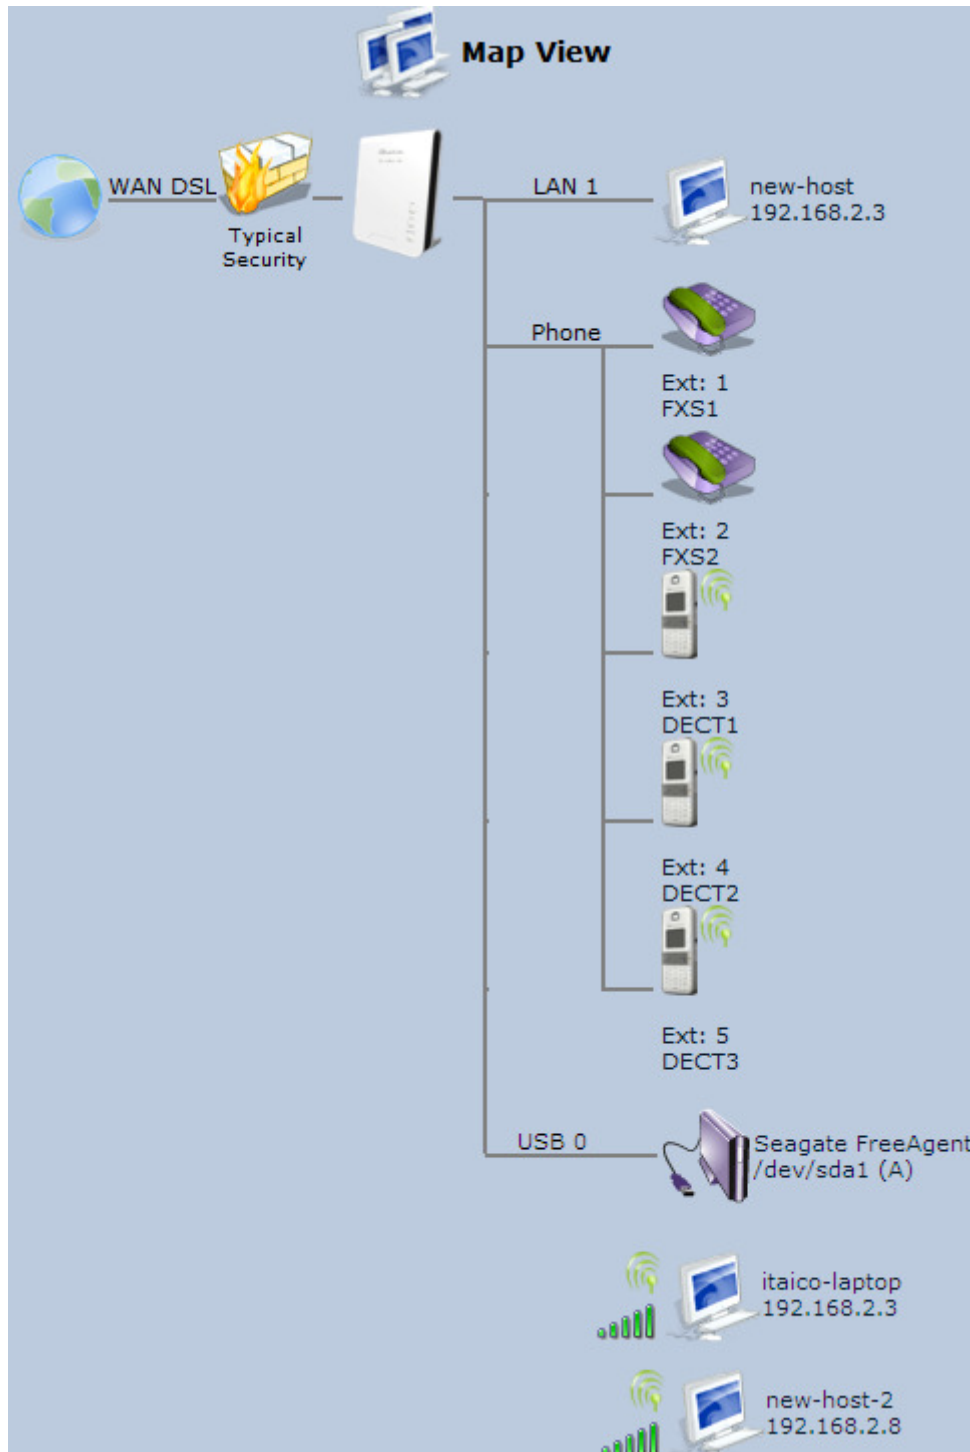 Map View
WAN DSL
Typical
Security
LAN 1
new-host
192.168.2.3
Phone
Ext: 1
FXS1
Ext: 2
FXS2
Ext: 3
DECT1
Ext: 4
DECT2
Ext: 5
DECT3
USB 0
Seagate FreeAgent
/dev/sda1 (A)
itaico-laptop
192.168.2.3
new-host-2
192.168.2.8